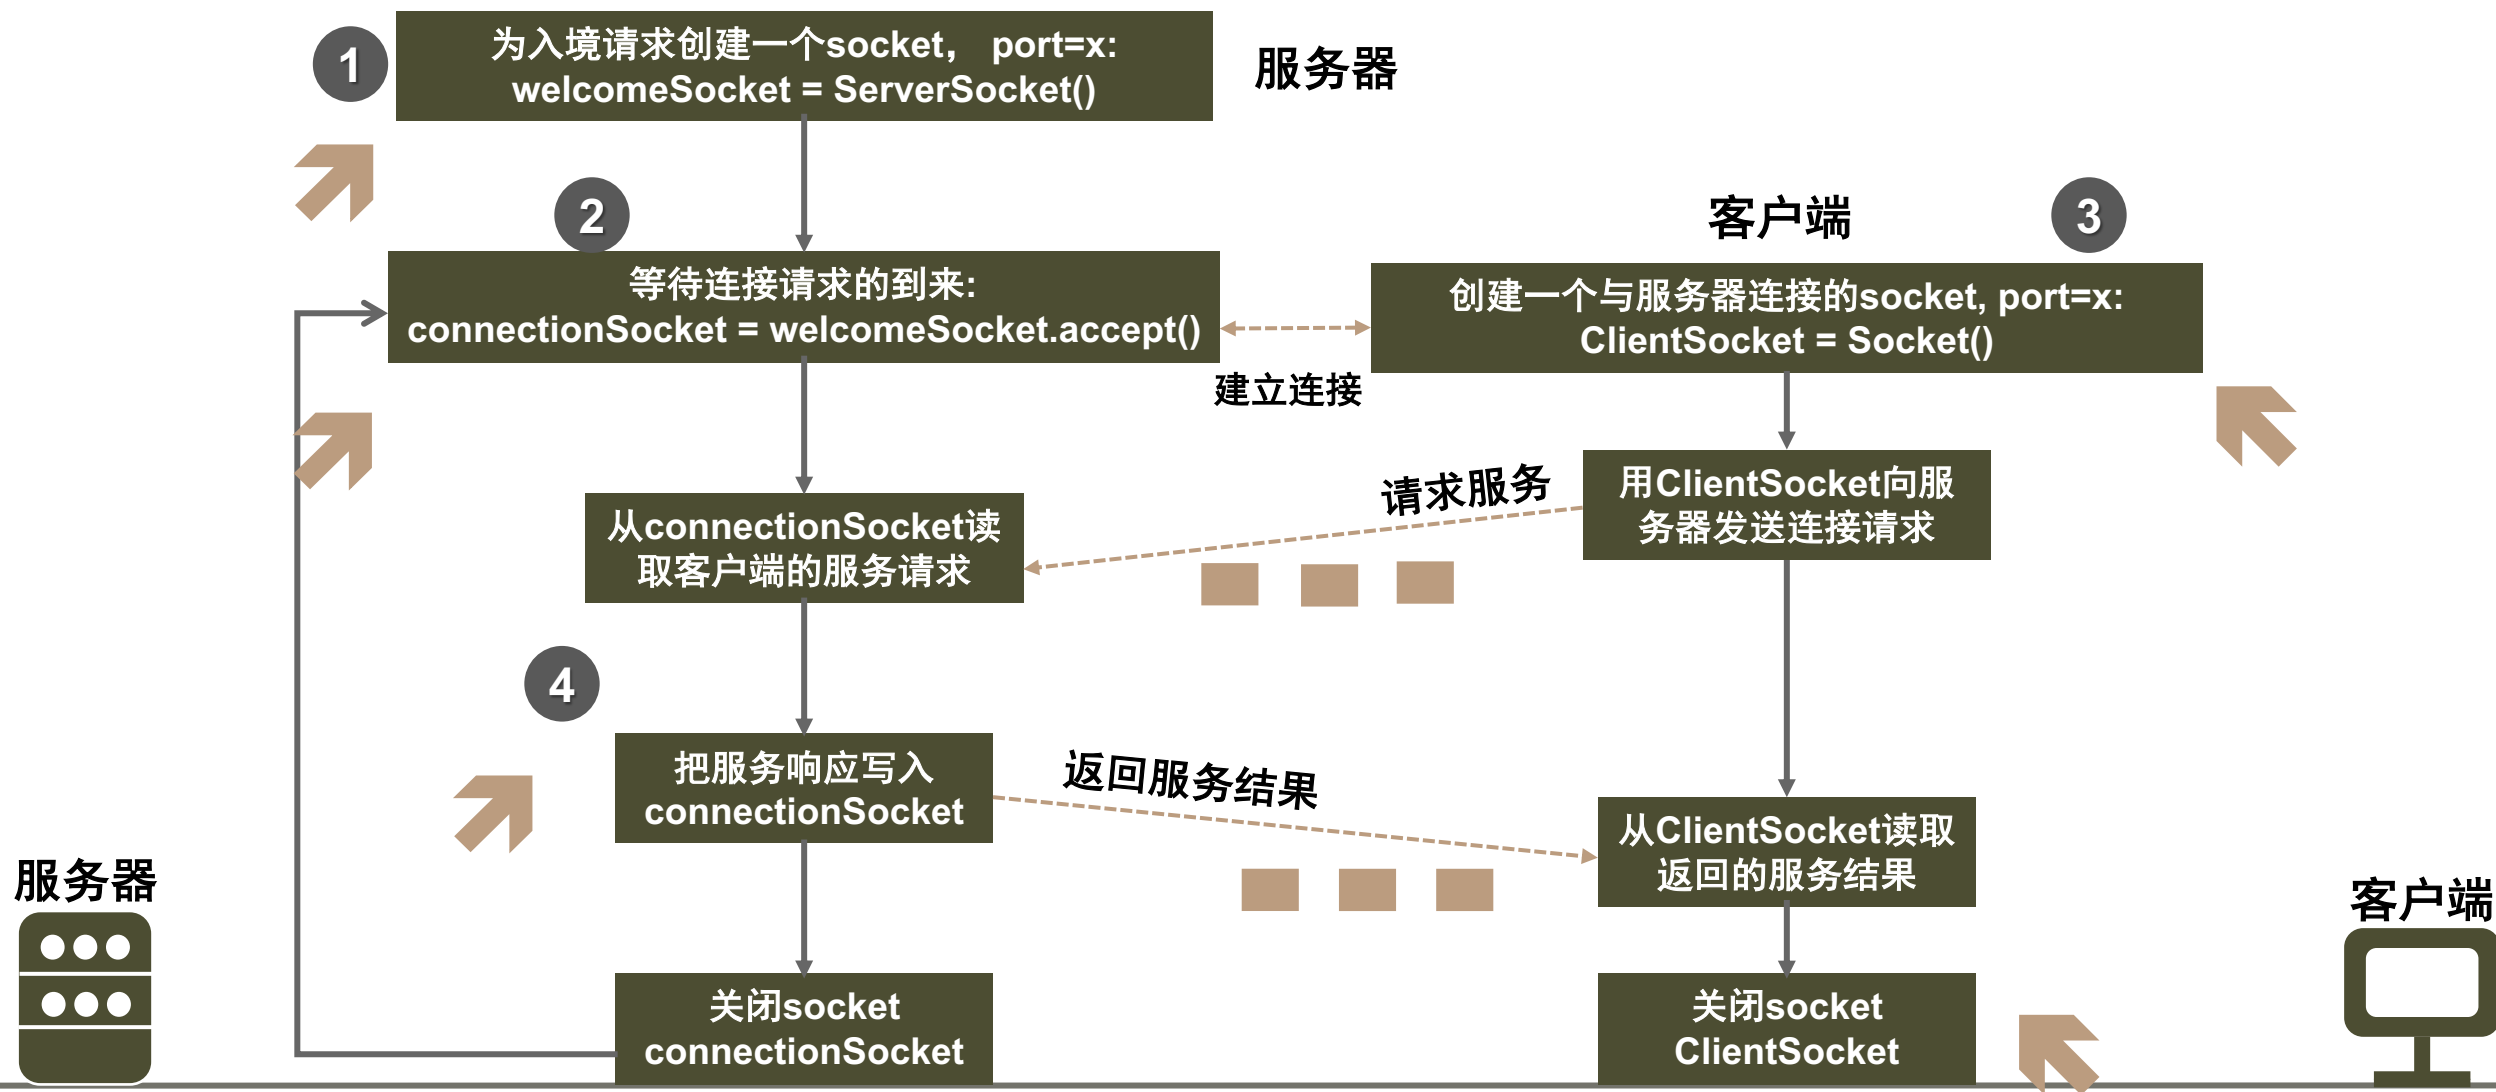 1
为入境请求创建一个socket， port=x:
welcomeSocket = ServerSocket()
服务器
2
等待连接请求的到来:
connectionSocket = welcomeSocket.accept()
客户端
3
创建一个与服务器连接的socket, port=x:
ClientSocket = Socket()
建立连接
请求服务
用ClientSocket向服
务器发送连接请求
从connectionSocket读
取客户端的服务请求
4
把服务响应写入
connectionSocket
返回服务结果
从ClientSocket读取
返回的服务结果
服务器
客户端
关闭socket
connectionSocket
关闭socket
ClientSocket